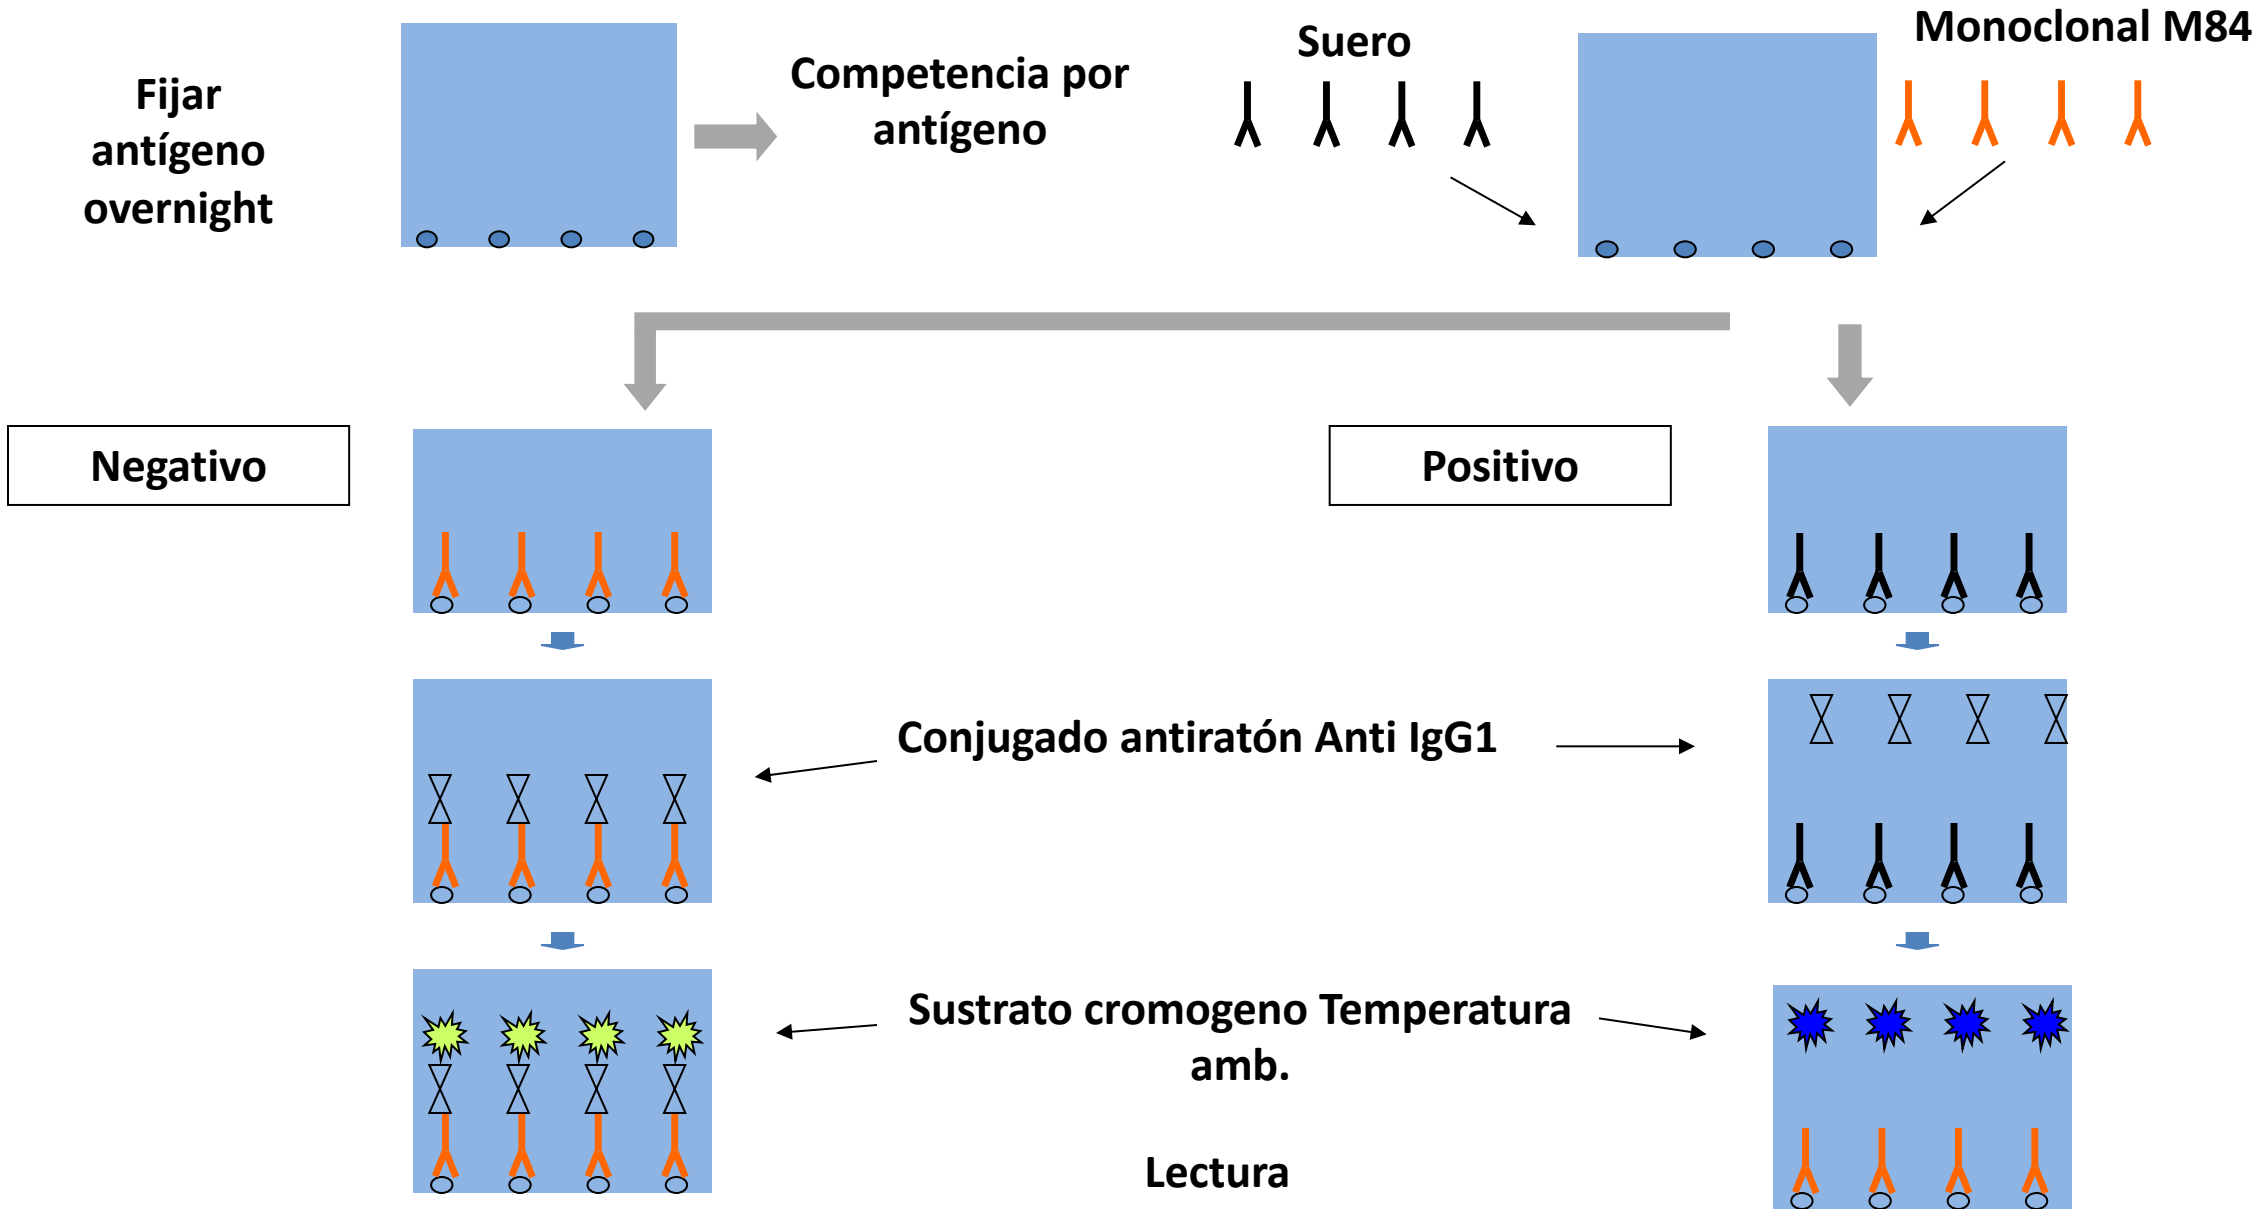 Fijar
antígeno
overnight
Competencia por
antígeno
Suero
Monoclonal M84
Negativo
Positivo
Conjugado antiratón Anti IgG1
Sustrato cromogeno Temperatura
amb.
Lectura